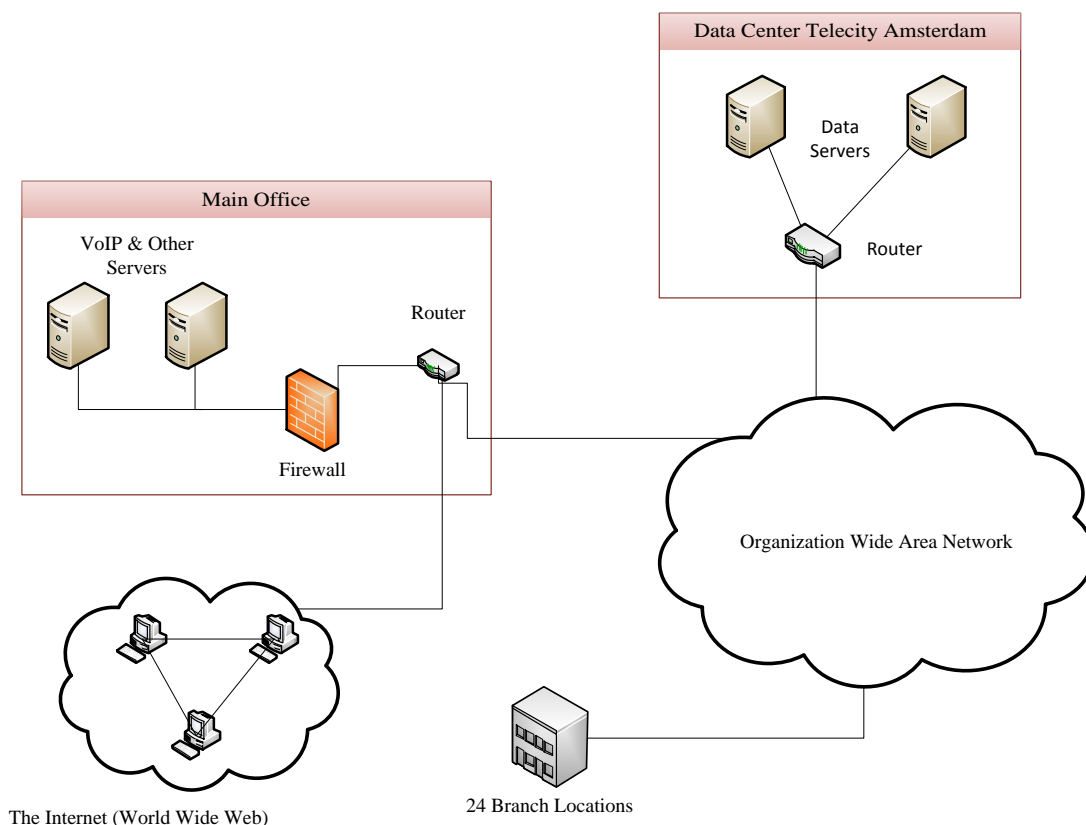 Data Center Telecity Amsterdam
Data
Servers
Router
Main Office
VoIP & Other
Servers
Router
Firewall
Organization Wide Area Network
24 Branch Locations
The Internet (World Wide Web)